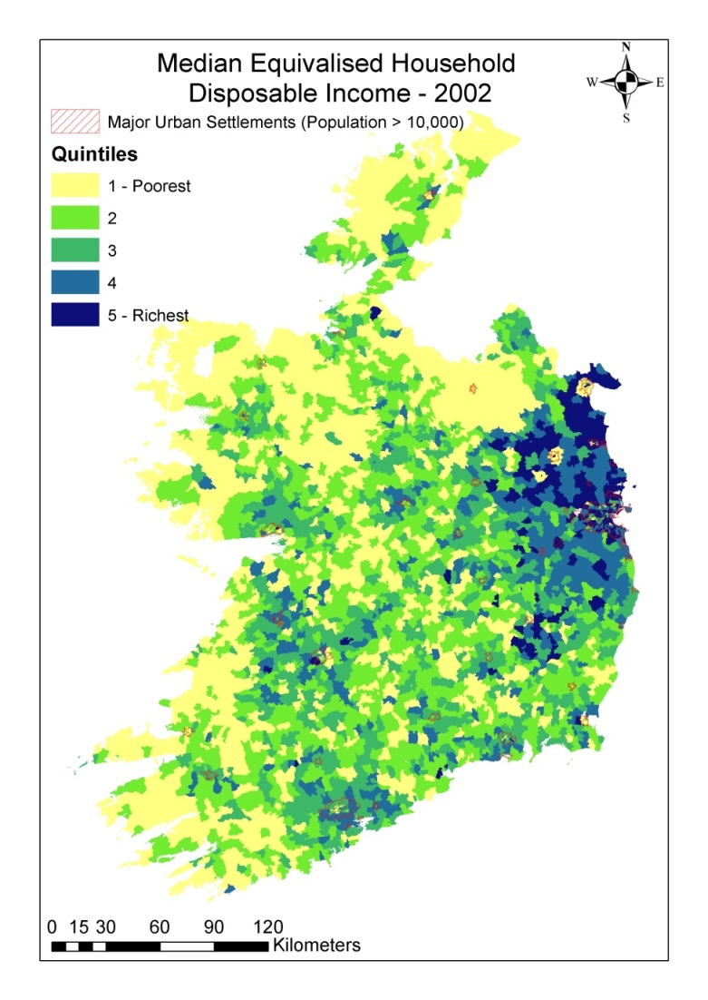 Median Equivalised Household
Disposable Income - 2002
N
W E
S
Major Urban Settlements (Population > 10,000)
Quintiles
1 - Poorest
2
3
4
5 - Richest
0 15 30 60 90 120
Kilometers